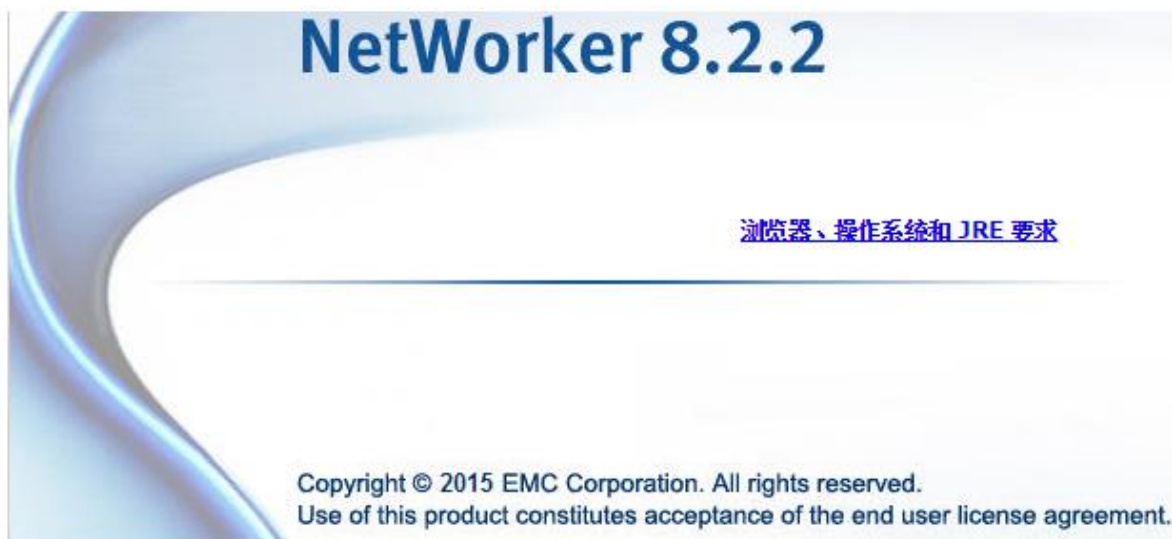 NetWorker 8.2.2
浏览器、操作系统和 JRE 要求
Copyright © 2015 EMC Corporation. All rights reserved.
Use of this product constitutes acceptance of the end user license agreement.